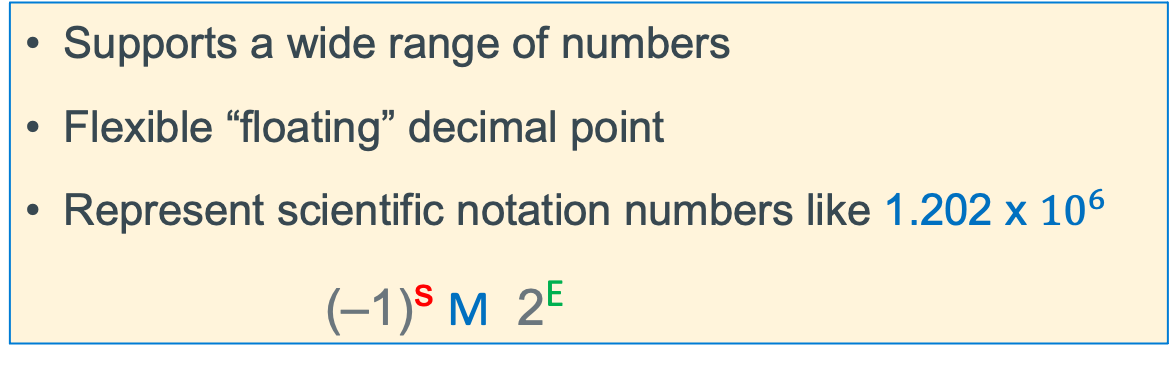 • Supports a wide range of numbers
• Flexible “floating” decimal point
• Represent scientific notation numbers like 1.202 x 10⁶
(–1)ˢ M 2ᴱ